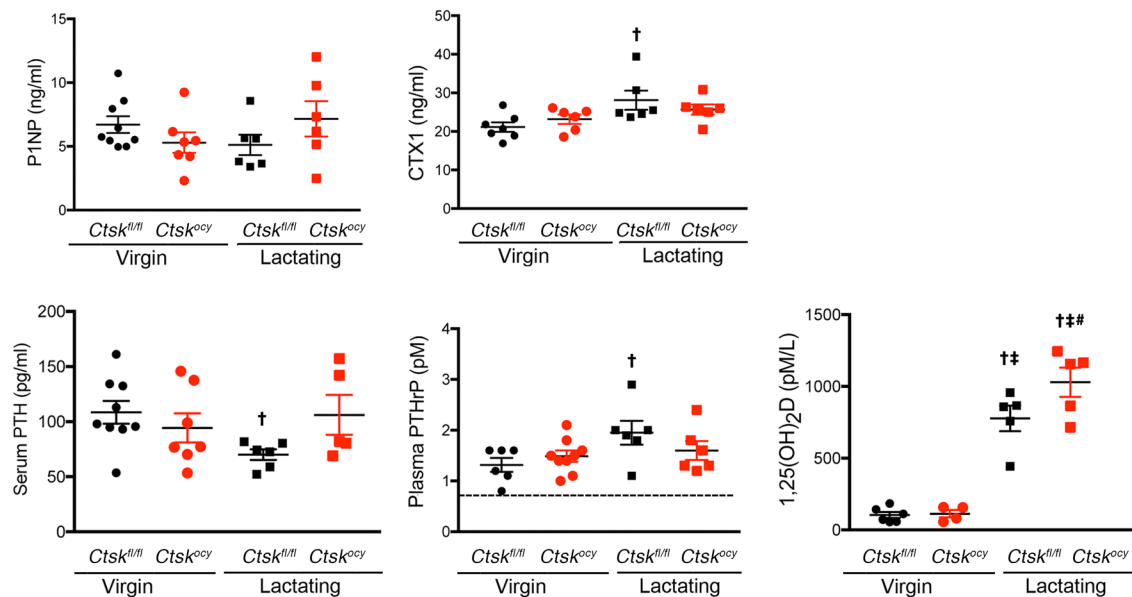 P1NP (ng/ml)
15
10
5
0
Ctsk^fl/fl Ctsk^ocy Ctsk^fl/fl Ctsk^ocy
Virgin Lactating
CTX1 (ng/ml)
50
40
30
20
10
0
†
Ctsk^fl/fl Ctsk^ocy Ctsk^fl/fl Ctsk^ocy
Virgin Lactating
Serum PTH (pg/ml)
200
150
100
50
0
†
Ctsk^fl/fl Ctsk^ocy Ctsk^fl/fl Ctsk^ocy
Virgin Lactating
Plasma PTHrP (pM)
4
3
2
1
0
†
Ctsk^fl/fl Ctsk^ocy Ctsk^fl/fl Ctsk^ocy
Virgin Lactating
1,25(OH)2D (pM/L)
1500
1000
500
0
†‡
†‡#
Ctsk^fl/fl Ctsk^ocy Ctsk^fl/fl Ctsk^ocy
Virgin Lactating